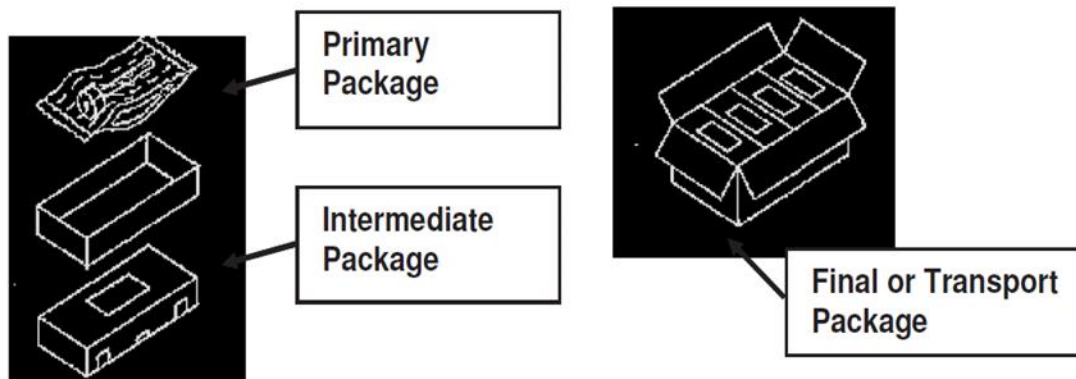 Primary
Package
Intermediate
Package
Final or Transport
Package